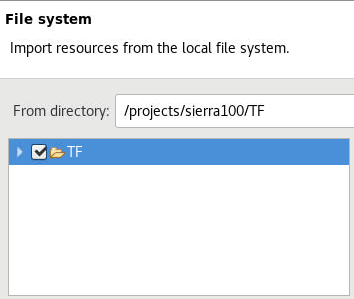 File system
Import resources from the local file system.
From directory: /projects/sierra100/TF
TF